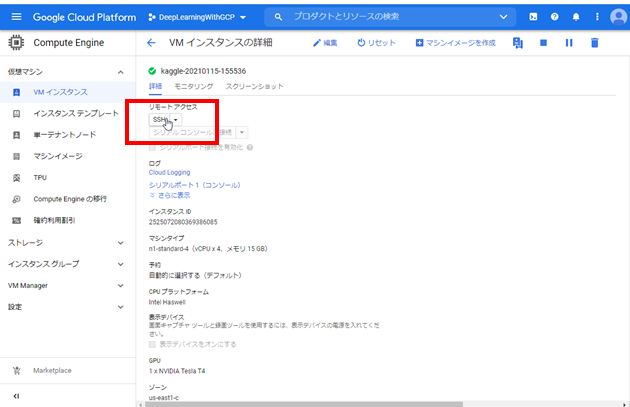 Google Cloud Platform
DeepLearningWithGCP
プロダクトとリソースの検索
Compute Engine
VM インスタンスの詳細
編集
リセット
マシンイメージを作成
仮想マシン
VM インスタンス
インスタンス テンプレート
単一テナントノード
マシンイメージ
TPU
Compute Engine の移行
確約利用割引
ストレージ
インスタンス グループ
VM Manager
設定
Marketplace
kaggle-20210115-155536
詳細
モニタリング
スクリーンショット
リモート アクセス
SSH
シリアル コンソールの接続
シリアルポート接続を有効化
ログ
Cloud Logging
シリアルポート 1（コンソール）
さらに表示
インスタンス ID
2525072080369386085
マシンタイプ
n1-standard-4（vCPU x 4、メモリ 15 GB）
予約
自動的に選択する（デフォルト）
CPU プラットフォーム
Intel Haswell
表示デバイス
画面キャプチャ ツールと録画ツールを使用するには、表示デバイスの電源を入れてくだ
さい。
表示デバイスをオンにする
GPU
1 x NVIDIA Tesla T4
ゾーン
us-east1-c